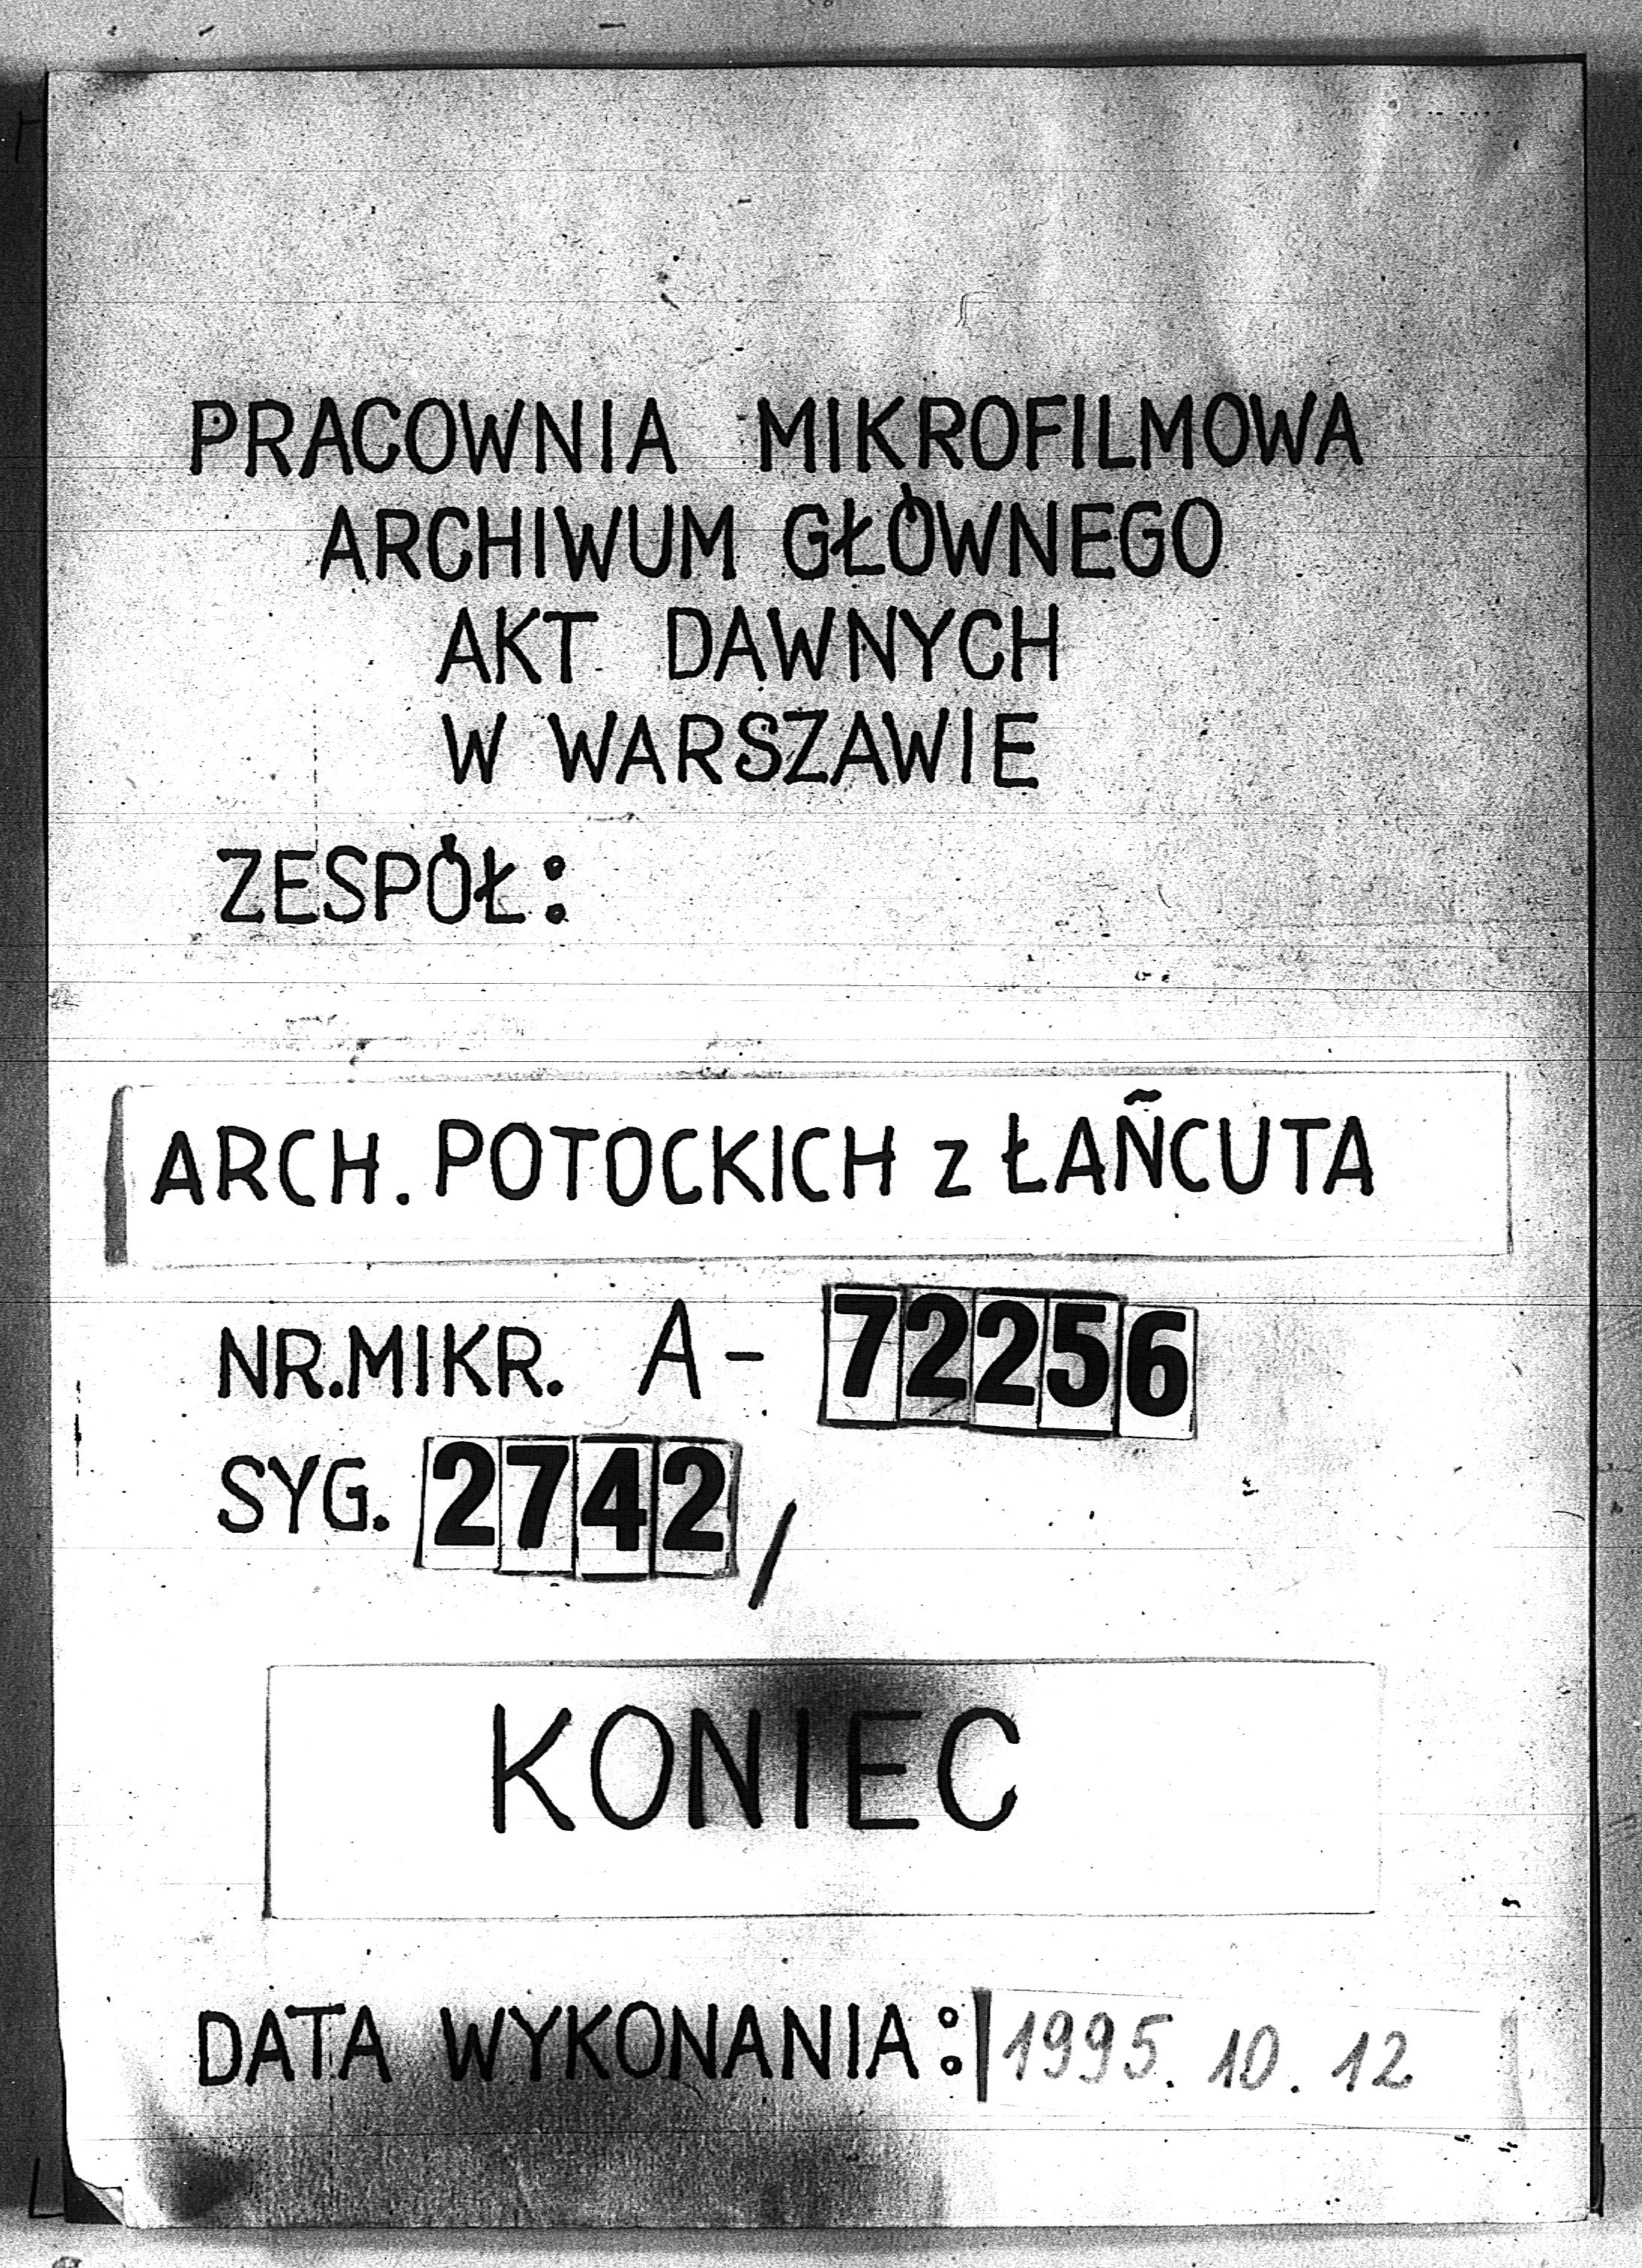 PRACOWNIA MIKROFILMOWA
ARCHIWUM GŁÓWNEGO
AKT DAWNYCH
W WARSZAWIE
ZESPÓŁ:
ARCH. POTOCKICH z ŁAÑCUTA
NR.MIKR. A- 72256
SYG. 2742/
KONIEC
DATA WYKONANIA: 1995. 10. 12